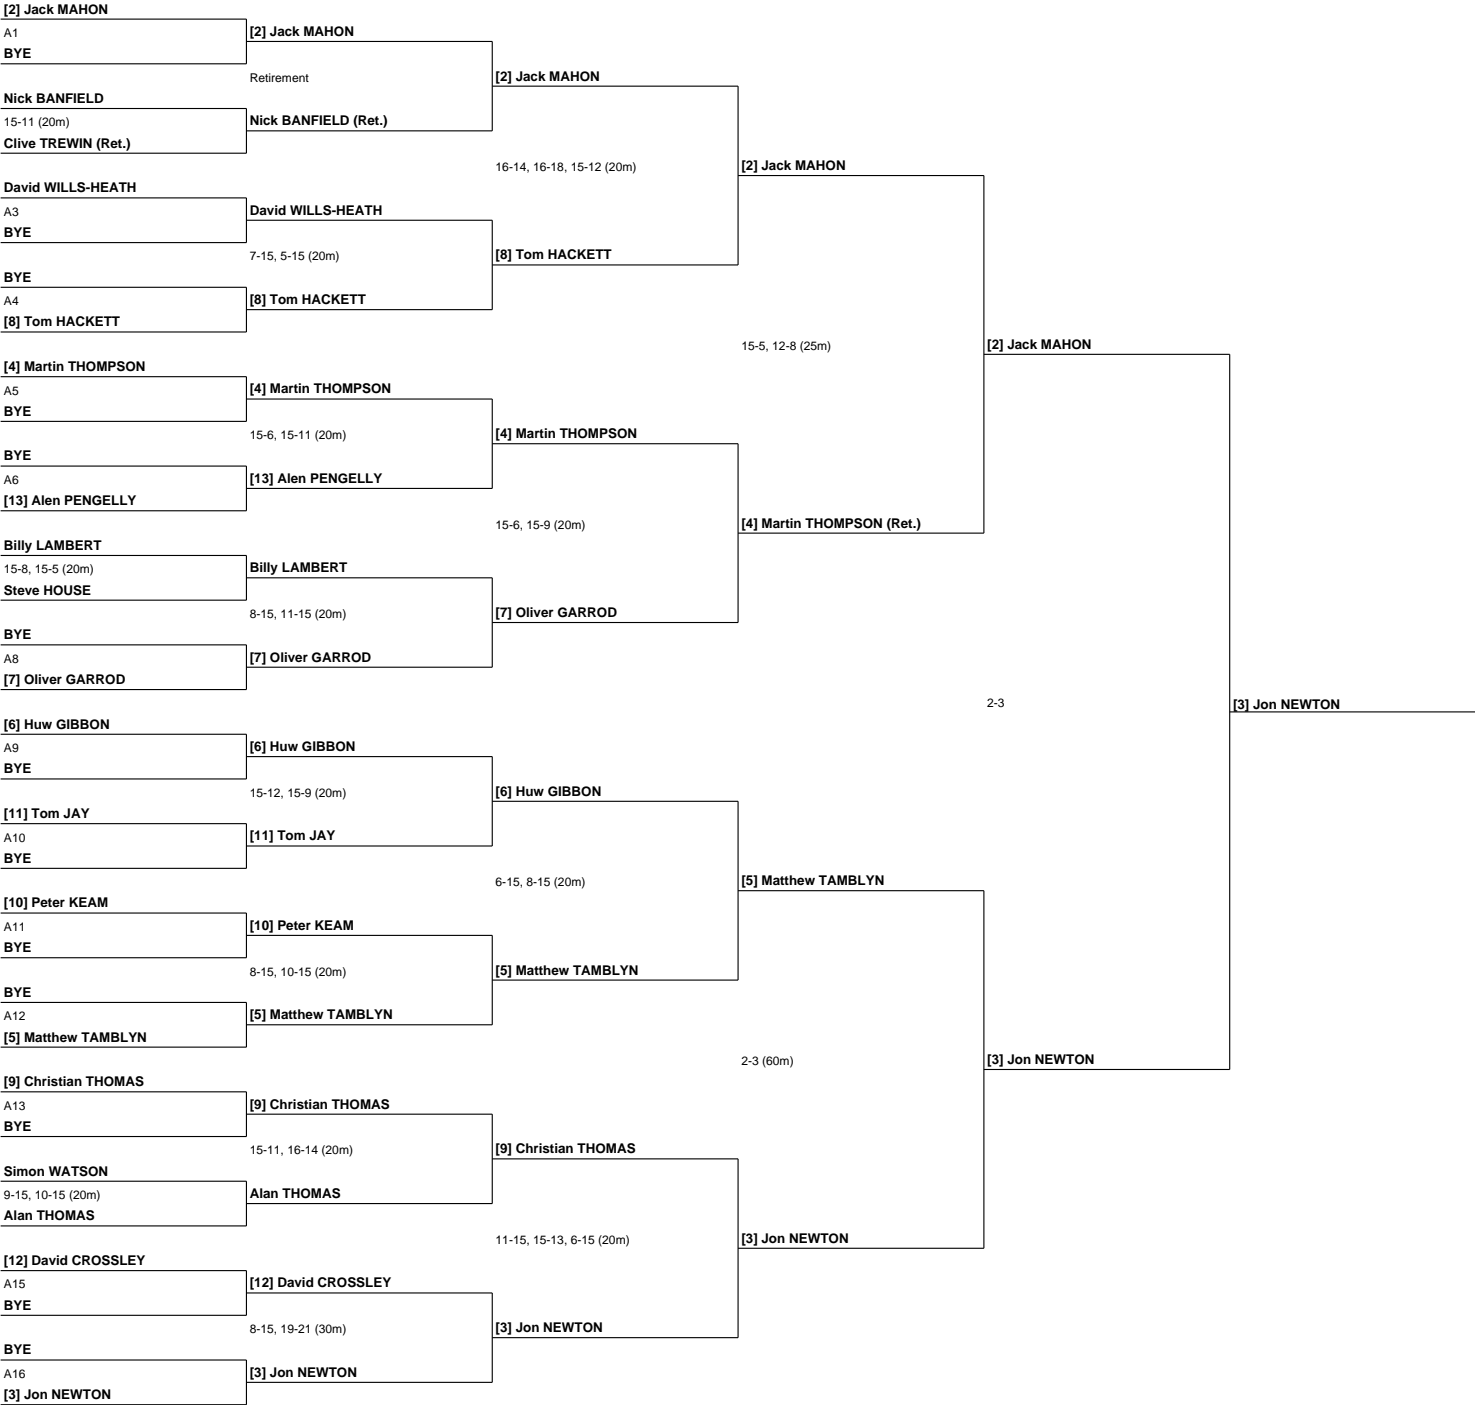 [2] Jack MAHON
A1
BYE
Nick BANFIELD
15-11 (20m)
Clive TREWIN (Ret.)
David WILLS-HEATH
A3
BYE
BYE
A4
[8] Tom HACKETT
[4] Martin THOMPSON
A5
BYE
BYE
A6
[13] Alen PENGELLY
Billy LAMBERT
15-8, 15-5 (20m)
Steve HOUSE
BYE
A8
[7] Oliver GARROD
[6] Huw GIBBON
A9
BYE
[11] Tom JAY
A10
BYE
[10] Peter KEAM
A11
BYE
BYE
A12
[5] Matthew TAMBLYN
[9] Christian THOMAS
A13
BYE
Simon WATSON
9-15, 10-15 (20m)
Alan THOMAS
[12] David CROSSLEY
A15
BYE
BYE
A16
[3] Jon NEWTON
[2] Jack MAHON
Retirement
Nick BANFIELD (Ret.)
David WILLS-HEATH
7-15, 5-15 (20m)
[8] Tom HACKETT
[4] Martin THOMPSON
15-6, 15-11 (20m)
[13] Alen PENGELLY
Billy LAMBERT
8-15, 11-15 (20m)
[7] Oliver GARROD
[6] Huw GIBBON
15-12, 15-9 (20m)
[11] Tom JAY
[10] Peter KEAM
8-15, 10-15 (20m)
[5] Matthew TAMBLYN
[9] Christian THOMAS
15-11, 16-14 (20m)
Alan THOMAS
[12] David CROSSLEY
8-15, 19-21 (30m)
[3] Jon NEWTON
[2] Jack MAHON
16-14, 16-18, 15-12 (20m)
[8] Tom HACKETT
[4] Martin THOMPSON
15-6, 15-9 (20m)
[7] Oliver GARROD
[6] Huw GIBBON
6-15, 8-15 (20m)
[5] Matthew TAMBLYN
[9] Christian THOMAS
11-15, 15-13, 6-15 (20m)
[3] Jon NEWTON
[2] Jack MAHON
15-5, 12-8 (25m)
[4] Martin THOMPSON (Ret.)
[5] Matthew TAMBLYN
2-3 (60m)
[3] Jon NEWTON
[2] Jack MAHON
2-3
[3] Jon NEWTON
[3] Jon NEWTON